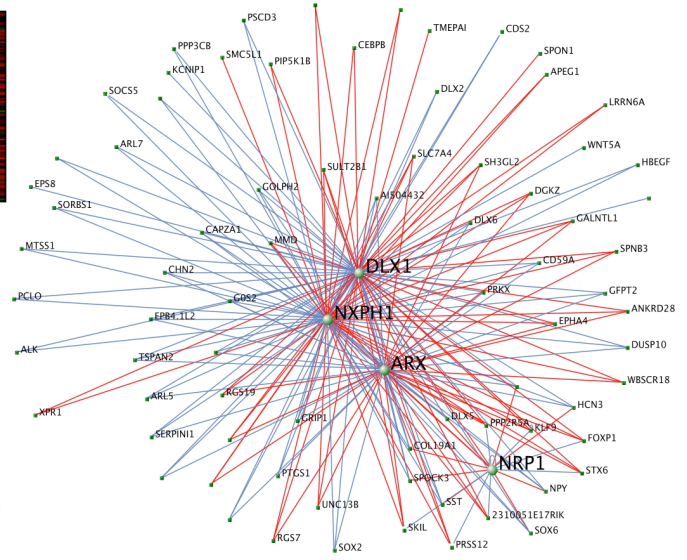 PSCD3
TMEPAI
CDS2
PPP3CB
CEBPB
SMC5L1
SPON1
PIP5K1B
KCNIP1
APEG1
DLX2
SOCS5
LRRN6A
ARL7
WNT5A
SLC7A4
SH3GL2
HBEGF
SULT2B1
EPS8
GOLPH2
DGKZ
AI504432
SORBS1
DLX6
GALNTL1
CAPZA1
MMD
MTSS1
SPNB3
CD59A
DLX1
CHN2
PRKX
GFPT2
PCLO
G0S2
ANKRD28
NXPH1
EPB4.1L2
EPHA4
DUSP10
ALK
TSPAN2
ARX
WBSCR18
RGS19
ARL5
HCN3
XPR1
DLX5
GRIP1
PPP2R5A
KLF9
SERPINI1
FOXP1
COL19A1
NRP1
PTGS1
STX6
SPOCK3
NPY
SST
UNC13B
2310051E17RIK
SKIL
SOX6
RGS7
PRSS12
SOX2